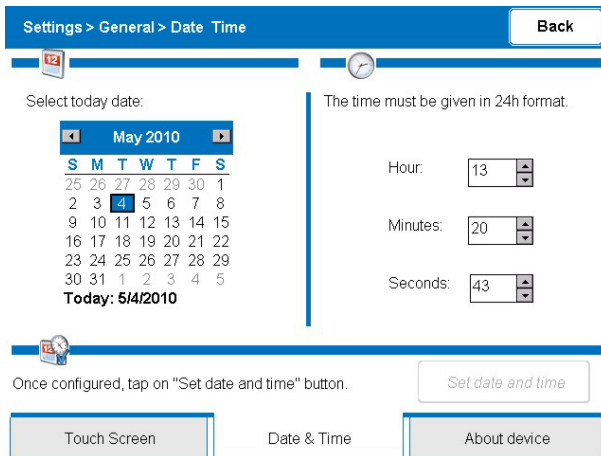 Settings > General > Date Time
Back
12
Select today date:
May 2010
S M T W T F S
25 26 27 28 29 30 1
2 3 4 5 6 7 8
9 10 11 12 13 14 15
16 17 18 19 20 21 22
23 24 25 26 27 28 29
30 31 1 2 3 4 5
Today: 5/4/2010
The time must be given in 24h format.
Hour: 13
Minutes: 20
Seconds: 43
12
Once configured, tap on "Set date and time" button.
Set date and time
Touch Screen
Date & Time
About device